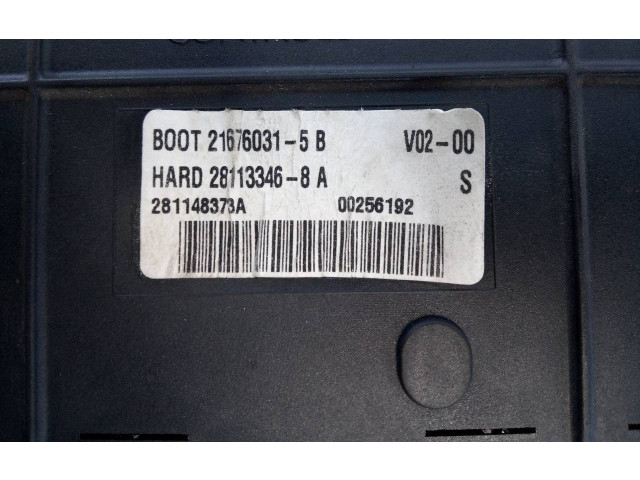 BOOT 21676031-5 B V02-00
HARD 28113346-8 A S
281148373A 00256192